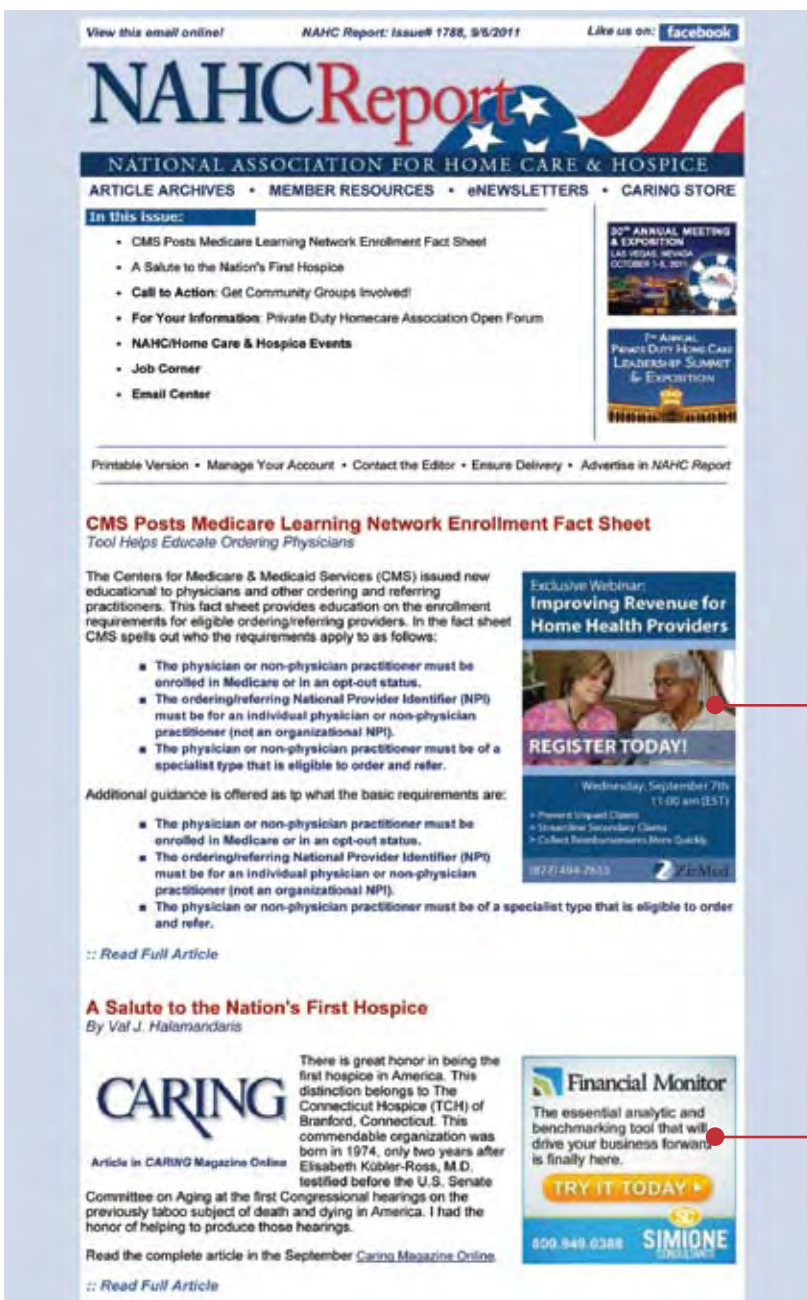 View this email online! NAHC Report: Issue# 1788, 9/6/2011 Like us on: facebook
NAHCReport
NATIONAL ASSOCIATION FOR HOME CARE & HOSPICE
ARTICLE ARCHIVES • MEMBER RESOURCES • eNEWSLETTERS • CARING STORE
In this issue:
• CMS Posts Medicare Learning Network Enrollment Fact Sheet
• A Salute to the Nation's First Hospice
• Call to Action: Get Community Groups Involved!
• For Your Information: Private Duty Homecare Association Open Forum
• NAHC/Home Care & Hospice Events
• Job Corner
• Email Center
30TH ANNUAL MEETING
& EXPOSITION
LAS VEGAS, NEVADA
OCTOBER 1-5, 2011
7TH ANNUAL
PRIVATE DUTY HOME CARE
LEADERSHIP SUMMIT
& EXPOSITION
Printable Version • Manage Your Account • Contact the Editor • Ensure Delivery • Advertise in NAHC Report
CMS Posts Medicare Learning Network Enrollment Fact Sheet
Tool Helps Educate Ordering Physicians
The Centers for Medicare & Medicaid Services (CMS) issued new
educational to physicians and other ordering and referring
practitioners. This fact sheet provides education on the enrollment
requirements for eligible ordering/referring providers. In the fact sheet
CMS spells out who the requirements apply to as follows:
■ The physician or non-physician practitioner must be
enrolled in Medicare or in an opt-out status.
■ The ordering/referring National Provider Identifier (NPI)
must be for an individual physician or non-physician
practitioner (not an organizational NPI).
■ The physician or non-physician practitioner must be of a
specialist type that is eligible to order and refer.
Additional guidance is offered as tp what the basic requirements are:
■ The physician or non-physician practitioner must be
enrolled in Medicare or in an opt-out status.
■ The ordering/referring National Provider Identifier (NPI)
must be for an individual physician or non-physician
practitioner (not an organizational NPI).
■ The physician or non-physician practitioner must be of a specialist type that is eligible to order
and refer.
:: Read Full Article
Exclusive Webinar:
Improving Revenue for
Home Health Providers
REGISTER TODAY!
Wednesday, September 7th
11:00 am (EST)
> Prevent Unpaid Claims
> Streamline Secondary Claims
> Collect Reimbursements More Quickly
(877) 494-7633 ZirMed
A Salute to the Nation's First Hospice
By Val J. Halamandaris
CARING
Article in CARING Magazine Online
There is great honor in being the
first hospice in America. This
distinction belongs to The
Connecticut Hospice (TCH) of
Branford, Connecticut. This
commendable organization was
born in 1974, only two years after
Elisabeth Kübler-Ross, M.D.
testified before the U.S. Senate
Committee on Aging at the first Congressional hearings on the
previously taboo subject of death and dying in America. I had the
honor of helping to produce those hearings.
Read the complete article in the September Caring Magazine Online.
:: Read Full Article
Financial Monitor
The essential analytic and
benchmarking tool that will
drive your business forward
is finally here.
TRY IT TODAY
SC
800.949.0388 SIMIONE
CONSULTANTS